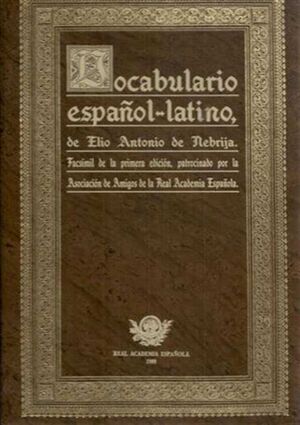 Vocabulario
español-latino,
de Elio Antonio de Nebrija.
Facsímil de la primera edición, patrocinado por la
Asociación de Amigos de la Real Academia Española.
REAL ACADEMIA ESPAÑOLA
1989